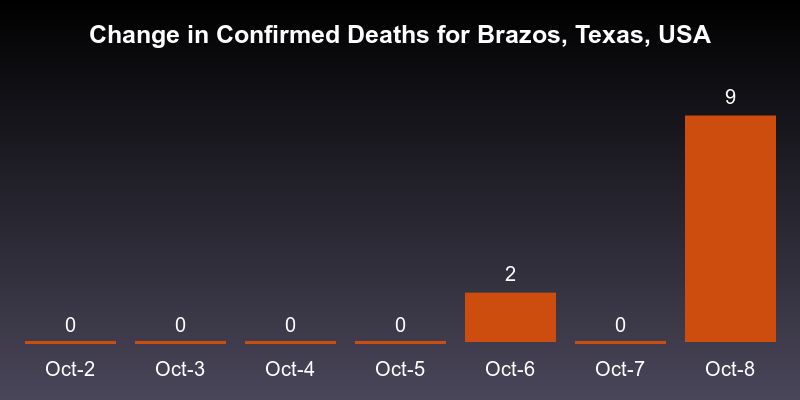 Change in Confirmed Deaths for Brazos, Texas, USA
9
2
0 0 0 0 0
Oct-2 Oct-3 Oct-4 Oct-5 Oct-6 Oct-7 Oct-8